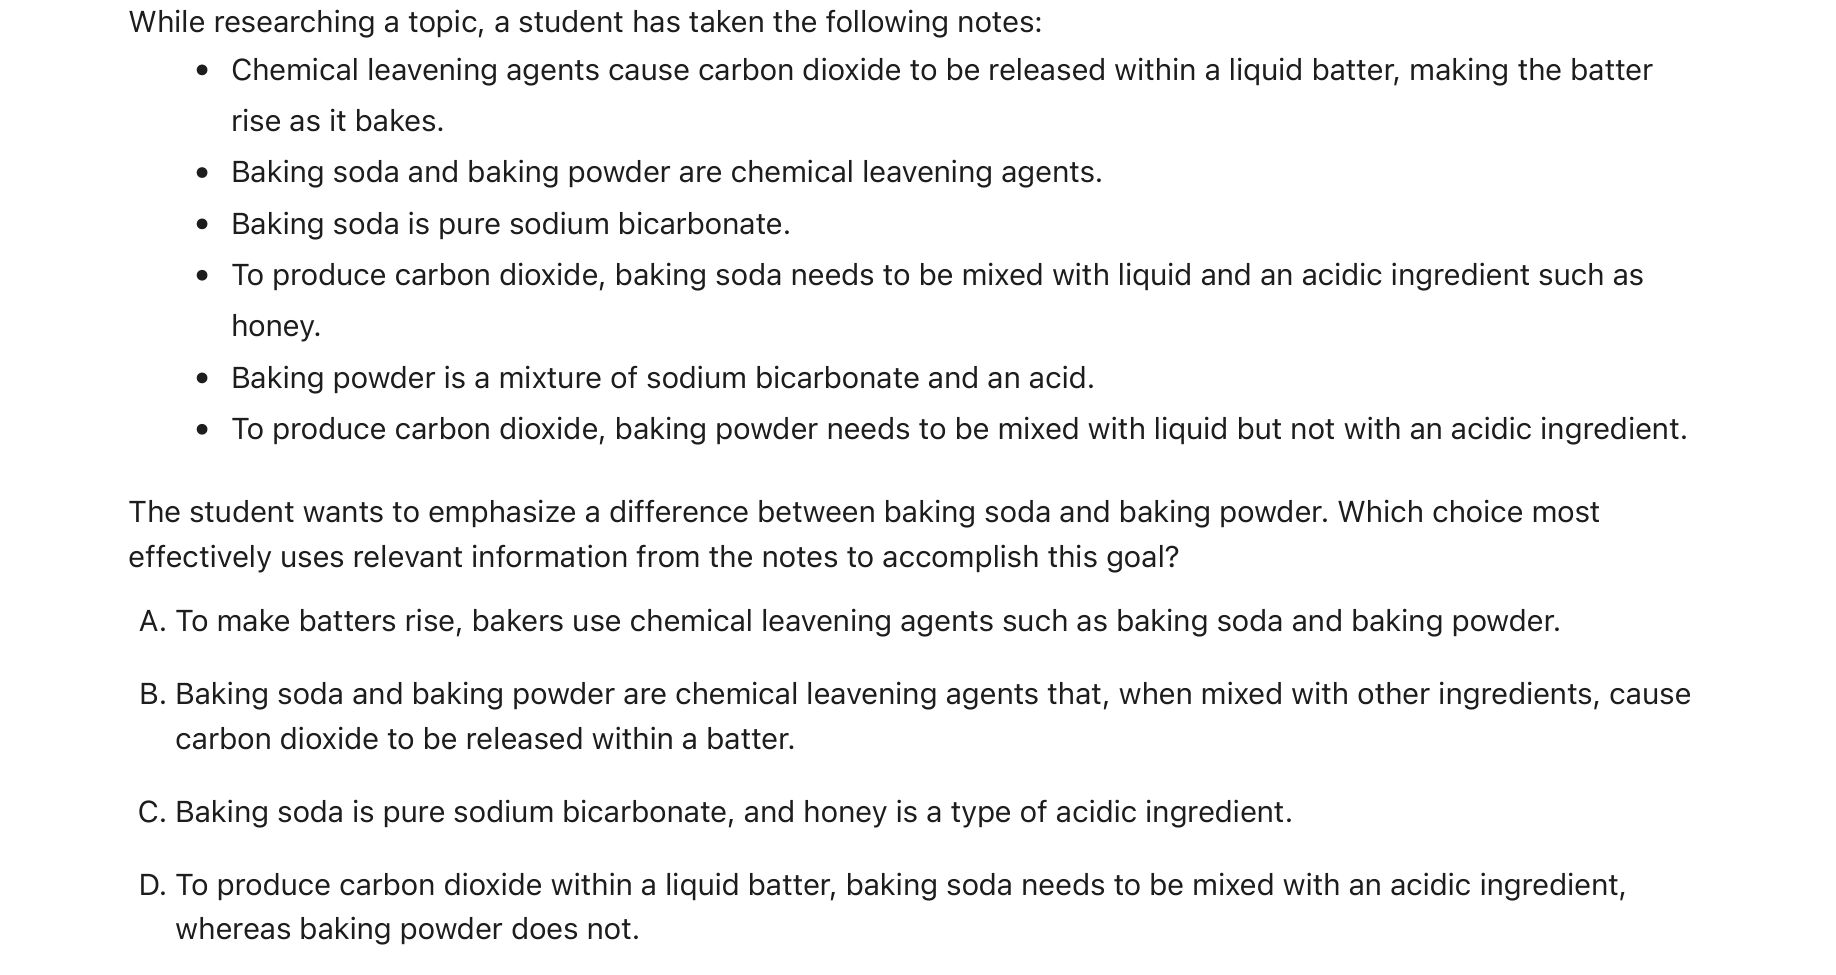 While researching a topic, a student has taken the following notes:
• Chemical leavening agents cause carbon dioxide to be released within a liquid batter, making the batter
rise as it bakes.
• Baking soda and baking powder are chemical leavening agents.
• Baking soda is pure sodium bicarbonate.
• To produce carbon dioxide, baking soda needs to be mixed with liquid and an acidic ingredient such as
honey.
• Baking powder is a mixture of sodium bicarbonate and an acid.
• To produce carbon dioxide, baking powder needs to be mixed with liquid but not with an acidic ingredient.
The student wants to emphasize a difference between baking soda and baking powder. Which choice most
effectively uses relevant information from the notes to accomplish this goal?
A. To make batters rise, bakers use chemical leavening agents such as baking soda and baking powder.
B. Baking soda and baking powder are chemical leavening agents that, when mixed with other ingredients, cause
carbon dioxide to be released within a batter.
C. Baking soda is pure sodium bicarbonate, and honey is a type of acidic ingredient.
D. To produce carbon dioxide within a liquid batter, baking soda needs to be mixed with an acidic ingredient,
whereas baking powder does not.